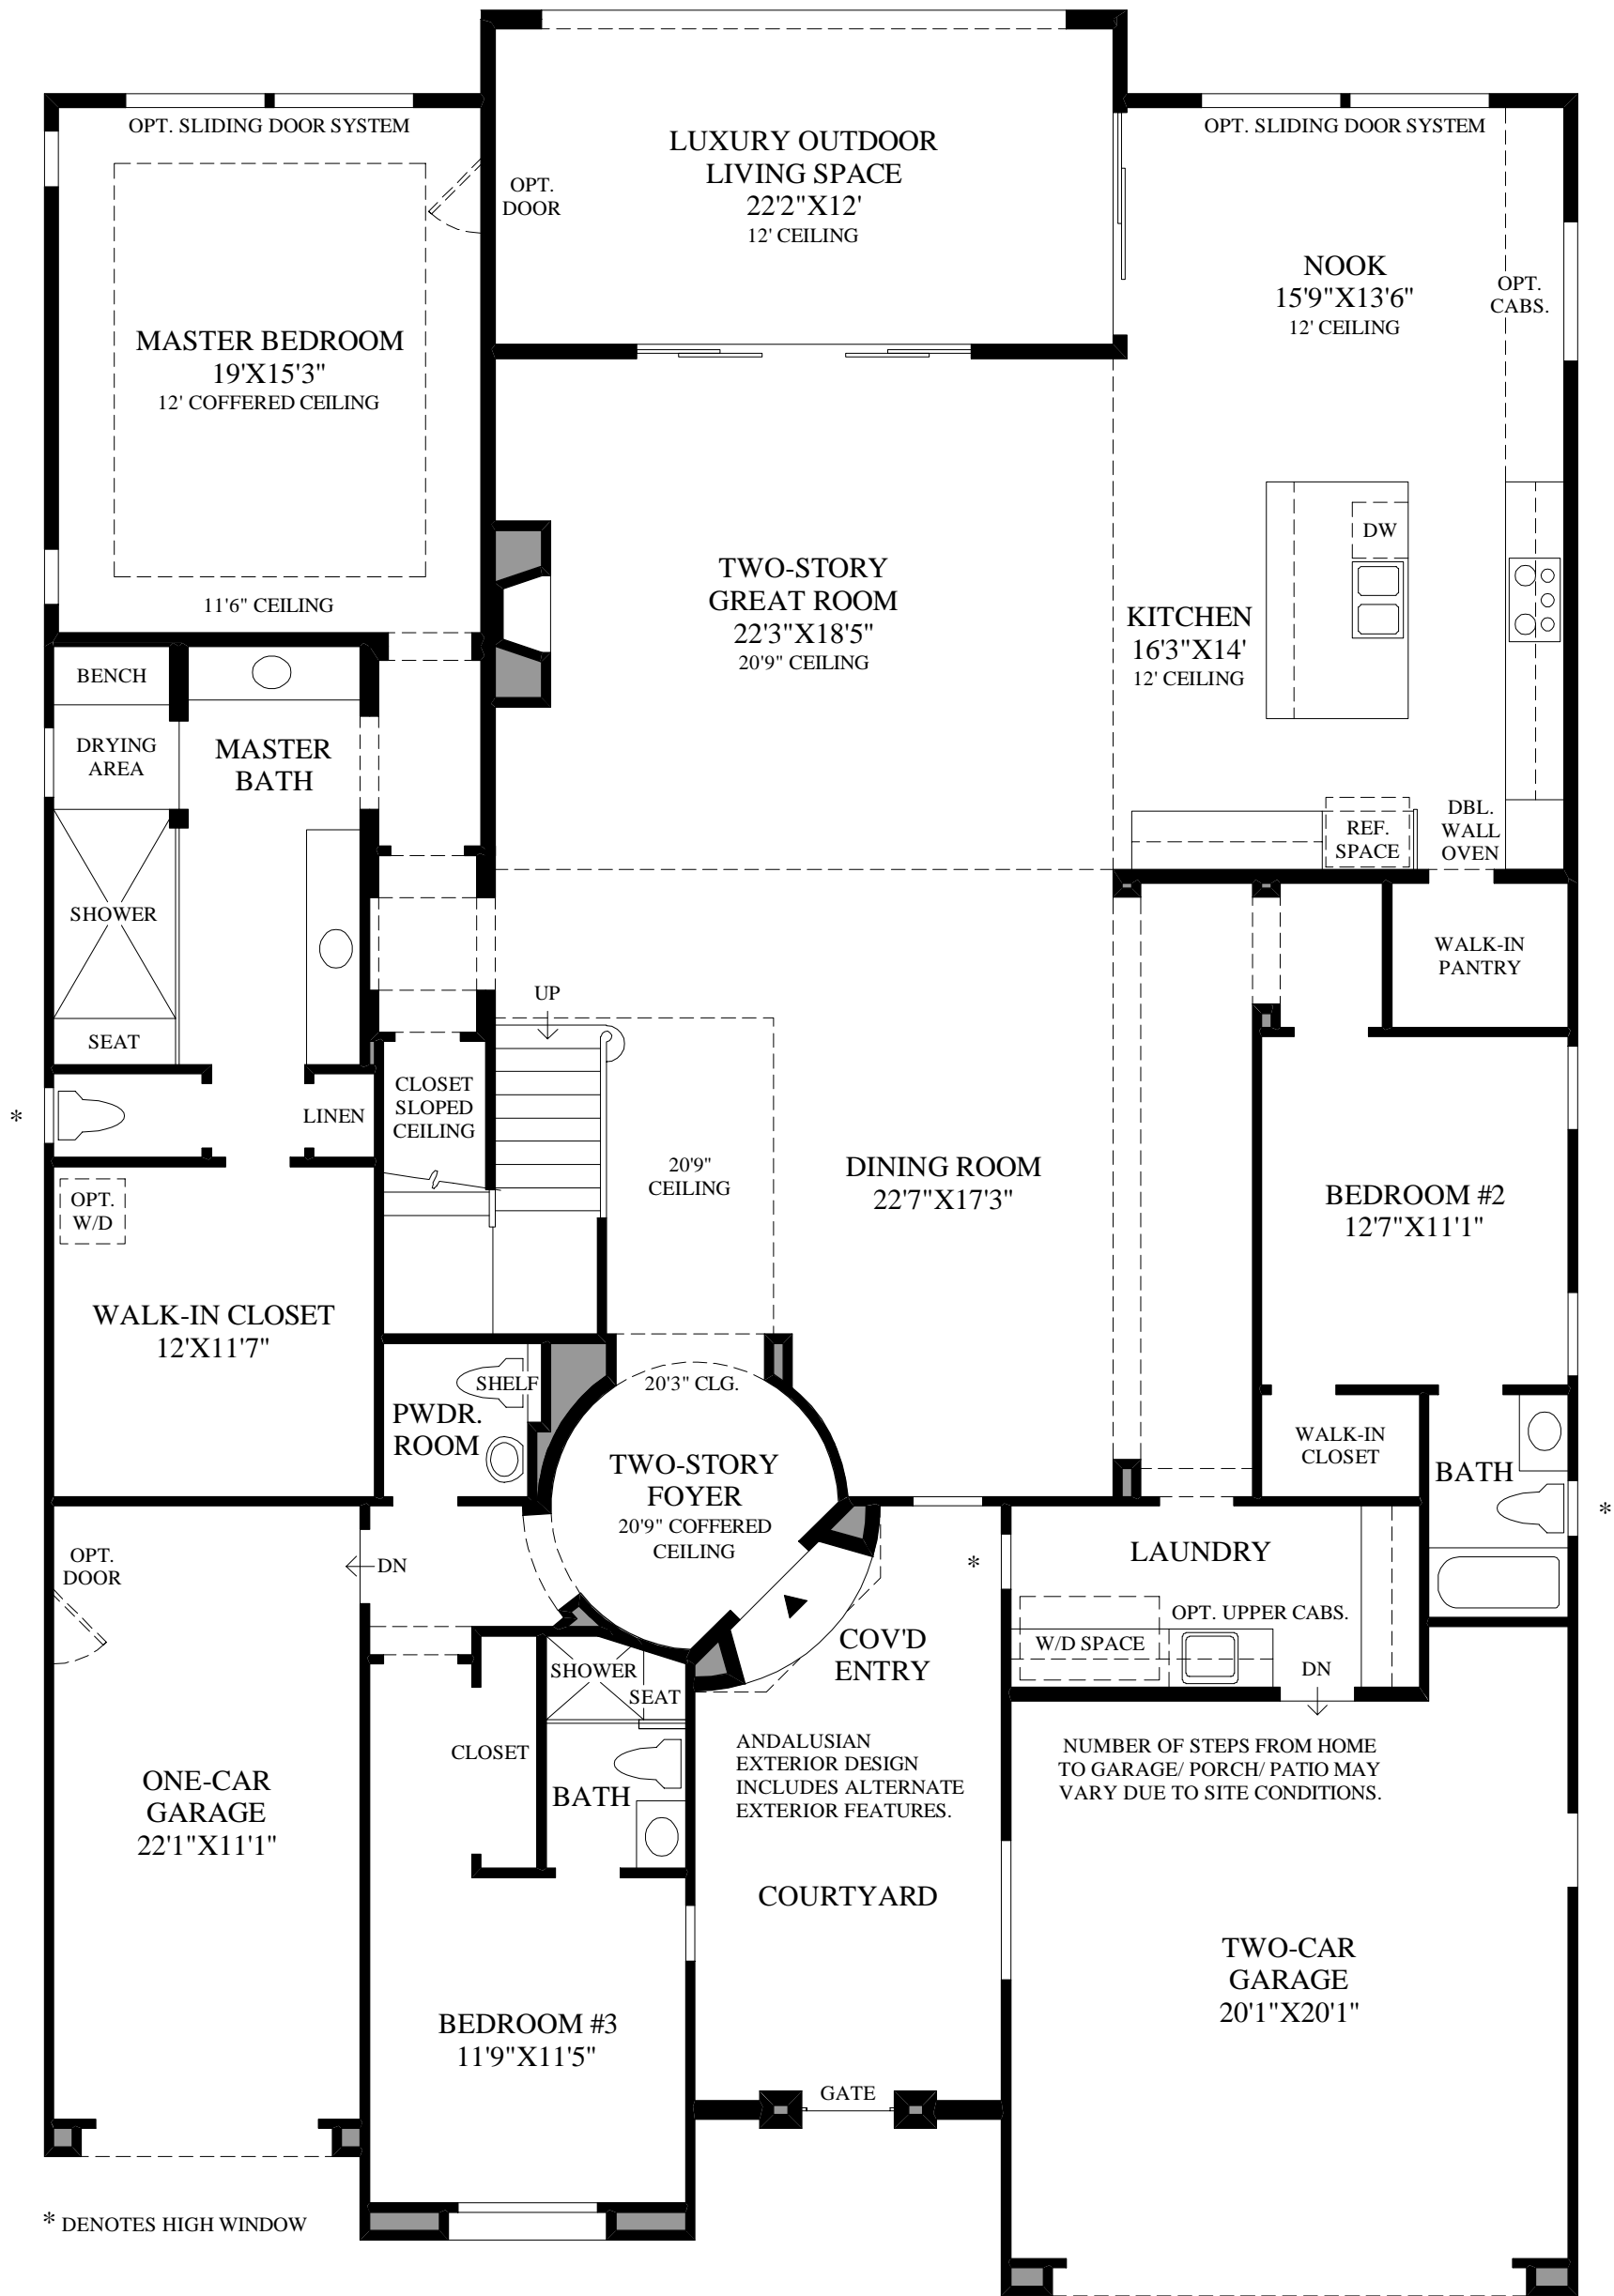 OPT. SLIDING DOOR SYSTEM
LUXURY OUTDOOR
LIVING SPACE
22'2"X12'
12' CEILING
OPT. SLIDING DOOR SYSTEM
OPT.
DOOR
NOOK
15'9"X13'6"
12' CEILING
OPT.
CABS.
MASTER BEDROOM
19'X15'3"
12' COFFERED CEILING
11'6" CEILING
TWO-STORY
GREAT ROOM
22'3"X18'5"
20'9" CEILING
DW
KITCHEN
16'3"X14'
12' CEILING
BENCH
DRYING
AREA
MASTER
BATH
REF.
SPACE
DBL.
WALL
OVEN
SHOWER
SEAT
WALK-IN
PANTRY
UP
CLOSET
SLOPED
CEILING
*
LINEN
20'9"
CEILING
DINING ROOM
22'7"X17'3"
BEDROOM #2
12'7"X11'1"
OPT.
W/D
WALK-IN CLOSET
12'X11'7"
SHELF
PWDR.
ROOM
20'3" CLG.
TWO-STORY
FOYER
20'9" COFFERED
CEILING
WALK-IN
CLOSET
BATH
*
OPT.
DOOR
DN
*
LAUNDRY
OPT. UPPER CABS.
W/D SPACE
DN
COV'D
ENTRY
SHOWER
SEAT
CLOSET
BATH
ANDALUSIAN
EXTERIOR DESIGN
INCLUDES ALTERNATE
EXTERIOR FEATURES.
NUMBER OF STEPS FROM HOME
TO GARAGE/ PORCH/ PATIO MAY
VARY DUE TO SITE CONDITIONS.
ONE-CAR
GARAGE
22'1"X11'1"
COURTYARD
TWO-CAR
GARAGE
20'1"X20'1"
BEDROOM #3
11'9"X11'5"
GATE
* DENOTES HIGH WINDOW